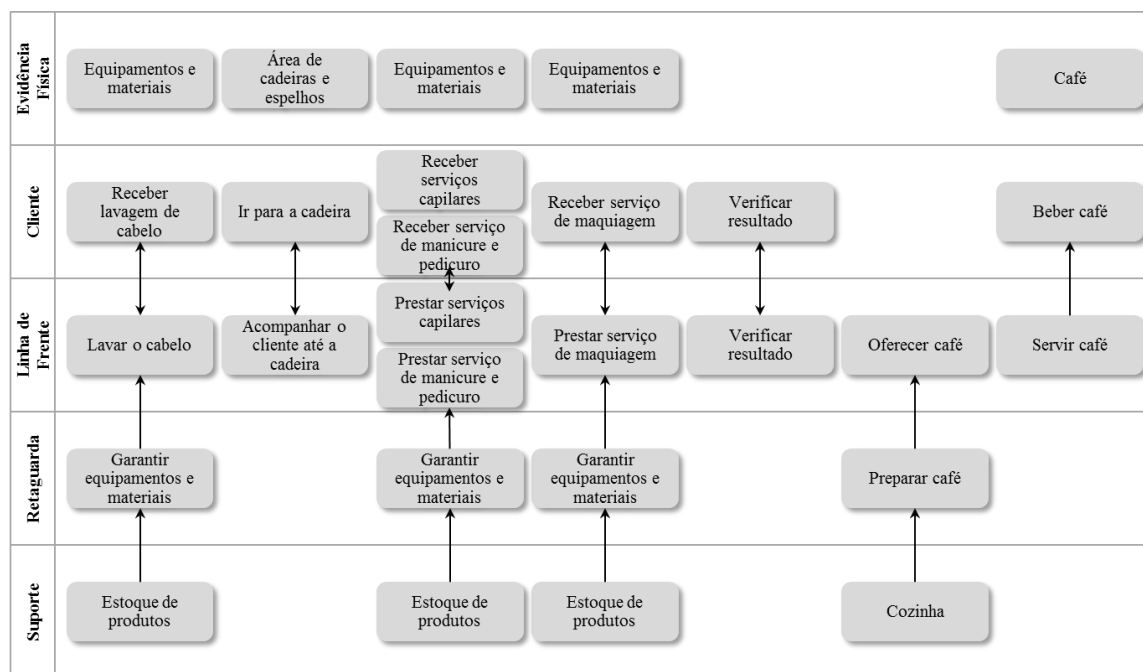 Evidência
Física
Equipamentos e
materiais
Área de
cadeiras e
espelhos
Equipamentos e
materiais
Equipamentos e
materiais
Café
Cliente
Receber
lavagem de
cabelo
Ir para a cadeira
Receber
serviços
capilares
Receber serviço
de manicure e
pedicuro
Receber serviço
de maquiagem
Verificar
resultado
Beber café
Linha de
Frente
Lavar o cabelo
Acompanhar o
cliente até a
cadeira
Prestar serviços
capilares
Prestar serviço
de manicure e
pedicuro
Prestar serviço
de maquiagem
Verificar
resultado
Oferecer café
Servir café
Retaguarda
Garantir
equipamentos e
materiais
Garantir
equipamentos e
materiais
Garantir
equipamentos e
materiais
Preparar café
Suporte
Estoque de
produtos
Estoque de
produtos
Estoque de
produtos
Cozinha